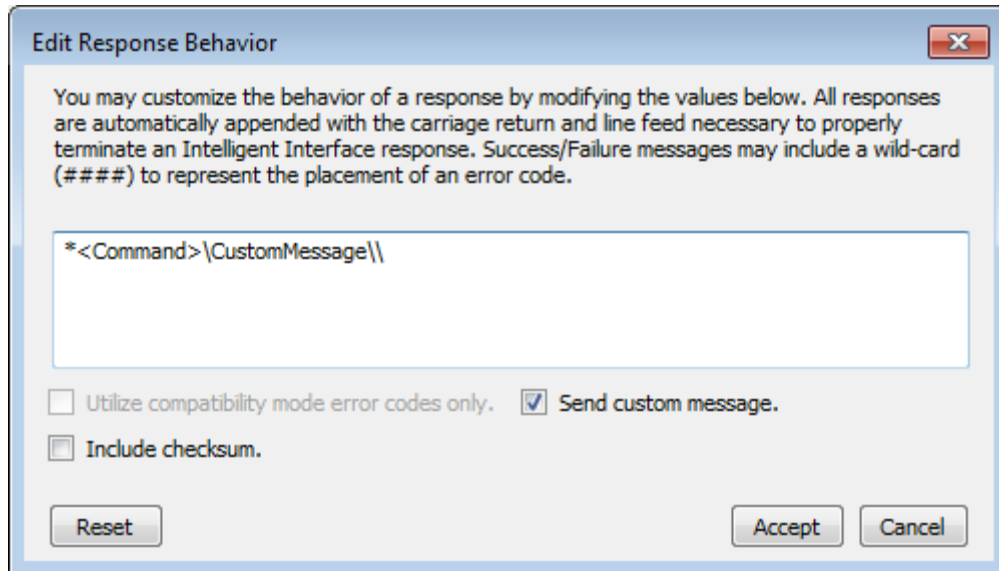 Edit Response Behavior
You may customize the behavior of a response by modifying the values below. All responses
are automatically appended with the carriage return and line feed necessary to properly
terminate an Intelligent Interface response. Success/Failure messages may include a wild-card
(####) to represent the placement of an error code.
*<Command>\CustomMessage\\
Utilize compatibility mode error codes only. Send custom message.
Include checksum.
Reset Accept Cancel